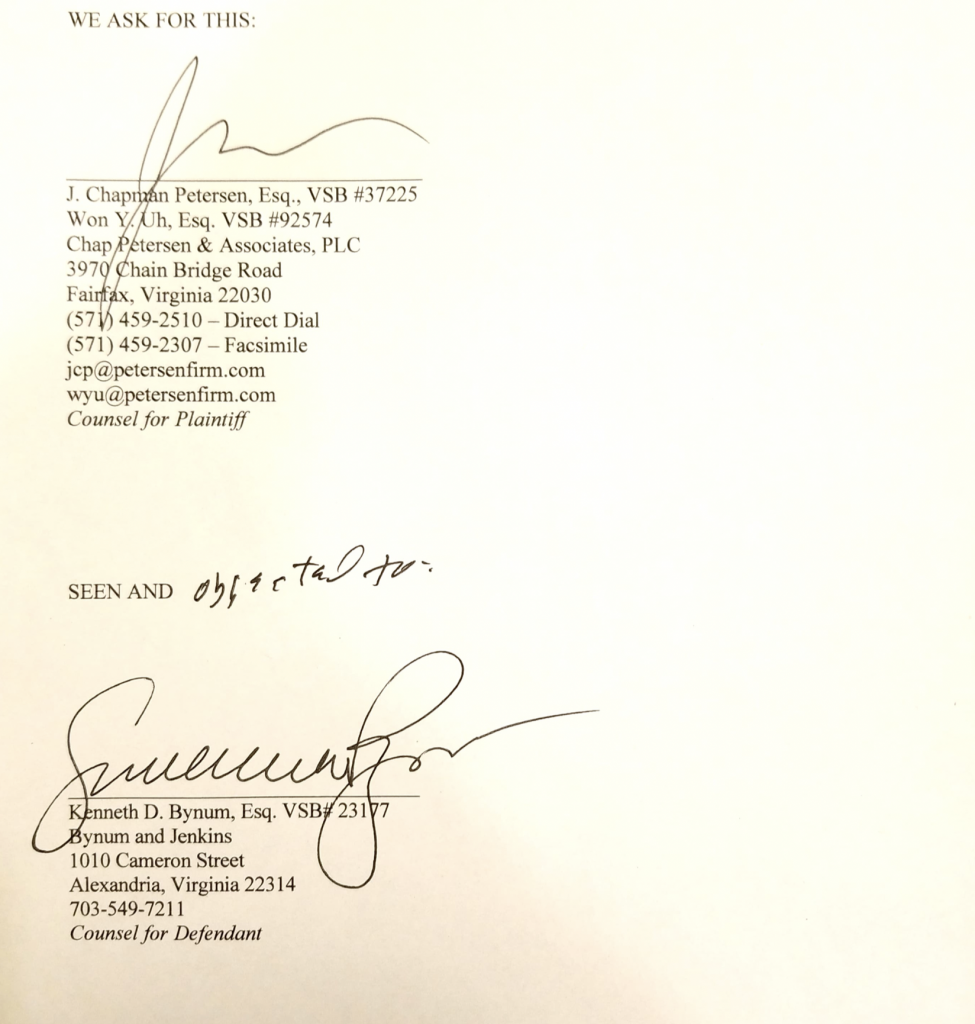 WE ASK FOR THIS:
J. Chapman Petersen, Esq., VSB #37225
Won Y. Uh, Esq. VSB #92574
Chap Petersen & Associates, PLC
3970 Chain Bridge Road
Fairfax, Virginia 22030
(571) 459-2510 – Direct Dial
(571) 459-2307 – Facsimile
jcp@petersenfirm.com
wyu@petersenfirm.com
Counsel for Plaintiff
SEEN AND objected to:
Kenneth D. Bynum, Esq. VSB# 23177
Bynum and Jenkins
1010 Cameron Street
Alexandria, Virginia 22314
703-549-7211
Counsel for Defendant